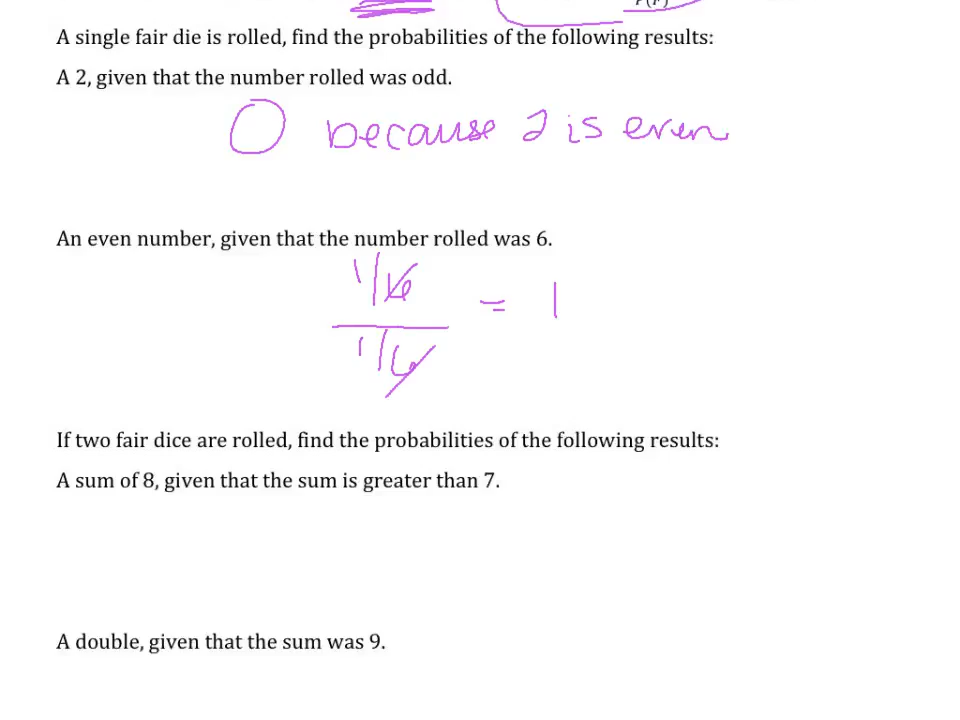 A single fair die is rolled, find the probabilities of the following results:
A 2, given that the number rolled was odd.
0 because 2 is even
An even number, given that the number rolled was 6.
1/6
= 1
1/6
If two fair dice are rolled, find the probabilities of the following results:
A sum of 8, given that the sum is greater than 7.
A double, given that the sum was 9.